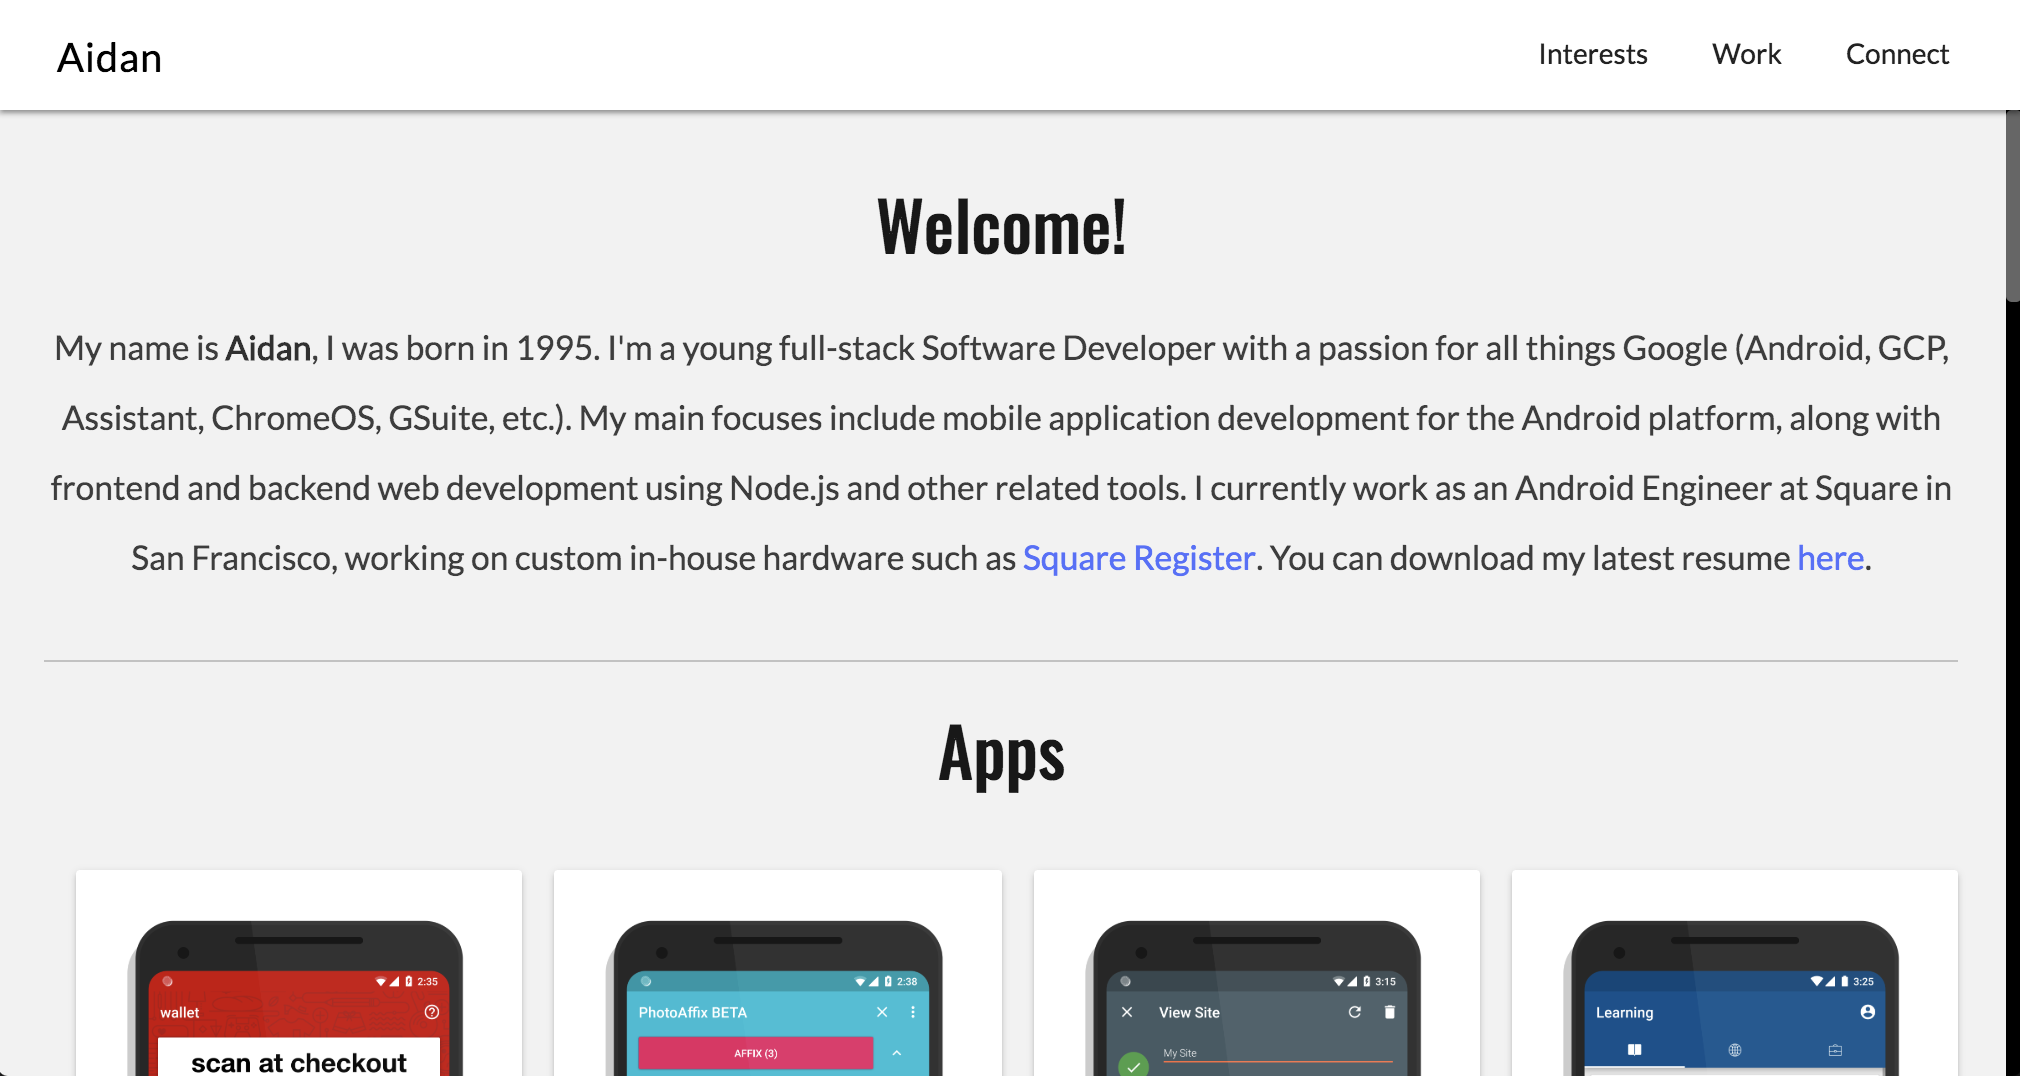 Aidan
Interests Work Connect
Welcome!
My name is Aidan, I was born in 1995. I'm a young full-stack Software Developer with a passion for all things Google (Android, GCP,
Assistant, ChromeOS, GSuite, etc.). My main focuses include mobile application development for the Android platform, along with
frontend and backend web development using Node.js and other related tools. I currently work as an Android Engineer at Square in
San Francisco, working on custom in-house hardware such as Square Register. You can download my latest resume here.
Apps
2:35
wallet
scan at checkout
2:38
PhotoAffix BETA
AFFIX (3)
3:15
View Site
My Site
3:25
Learning